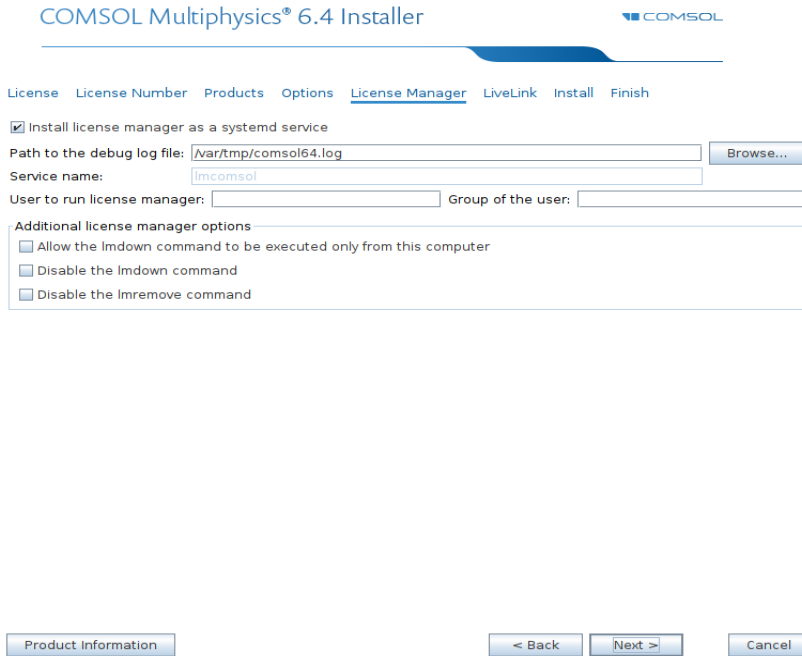 COMSOL Multiphysics® 6.4 Installer
COMSOL
License License Number Products Options License Manager LiveLink Install Finish
Install license manager as a systemd service
Path to the debug log file: /var/tmp/comsol64.log Browse...
Service name: lmcomsol
User to run license manager: Group of the user:
Additional license manager options
Allow the lmdown command to be executed only from this computer
Disable the lmdown command
Disable the lmremove command
Product Information < Back Next > Cancel